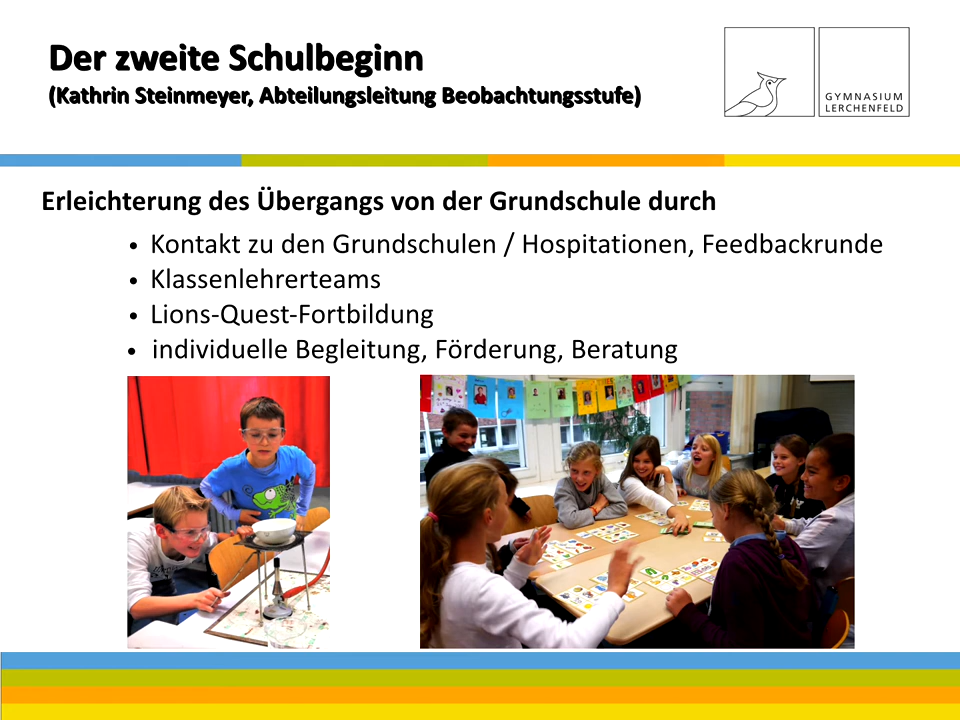 Der zweite Schulbeginn
(Kathrin Steinmeyer, Abteilungsleitung Beobachtungsstufe)
GYMNASIUM
LERCHENFELD
Erleichterung des Übergangs von der Grundschule durch
• Kontakt zu den Grundschulen / Hospitationen, Feedbackrunde
• Klassenlehrerteams
• Lions-Quest-Fortbildung
• individuelle Begleitung, Förderung, Beratung